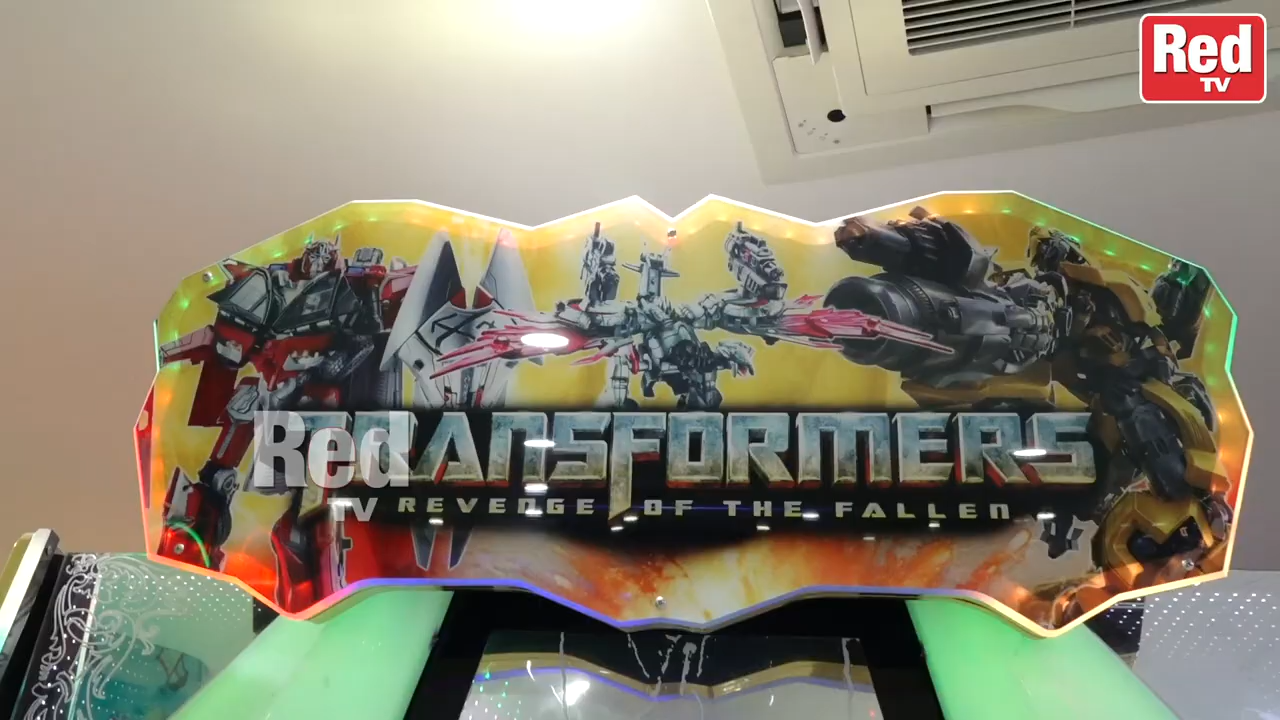 Red
TV
TRANSFORMERS
Red
TV
REVENGE OF THE FALLEN